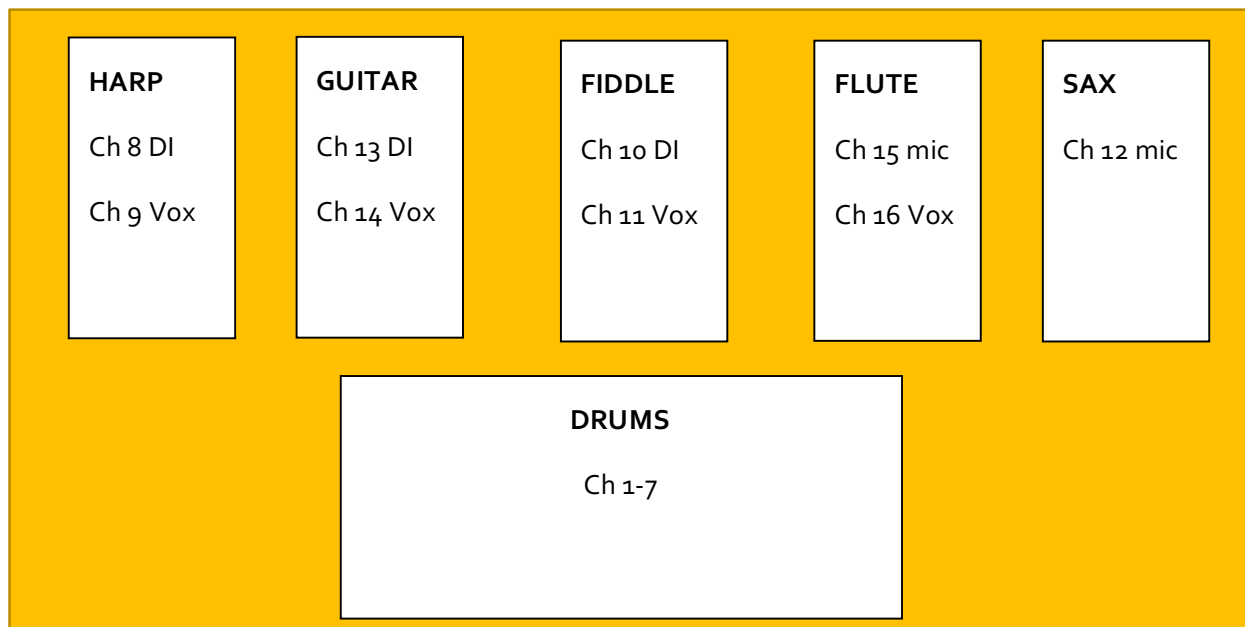 HARP
Ch 8 DI
Ch 9 Vox
GUITAR
Ch 13 DI
Ch 14 Vox
FIDDLE
Ch 10 DI
Ch 11 Vox
FLUTE
Ch 15 mic
Ch 16 Vox
SAX
Ch 12 mic
DRUMS
Ch 1-7